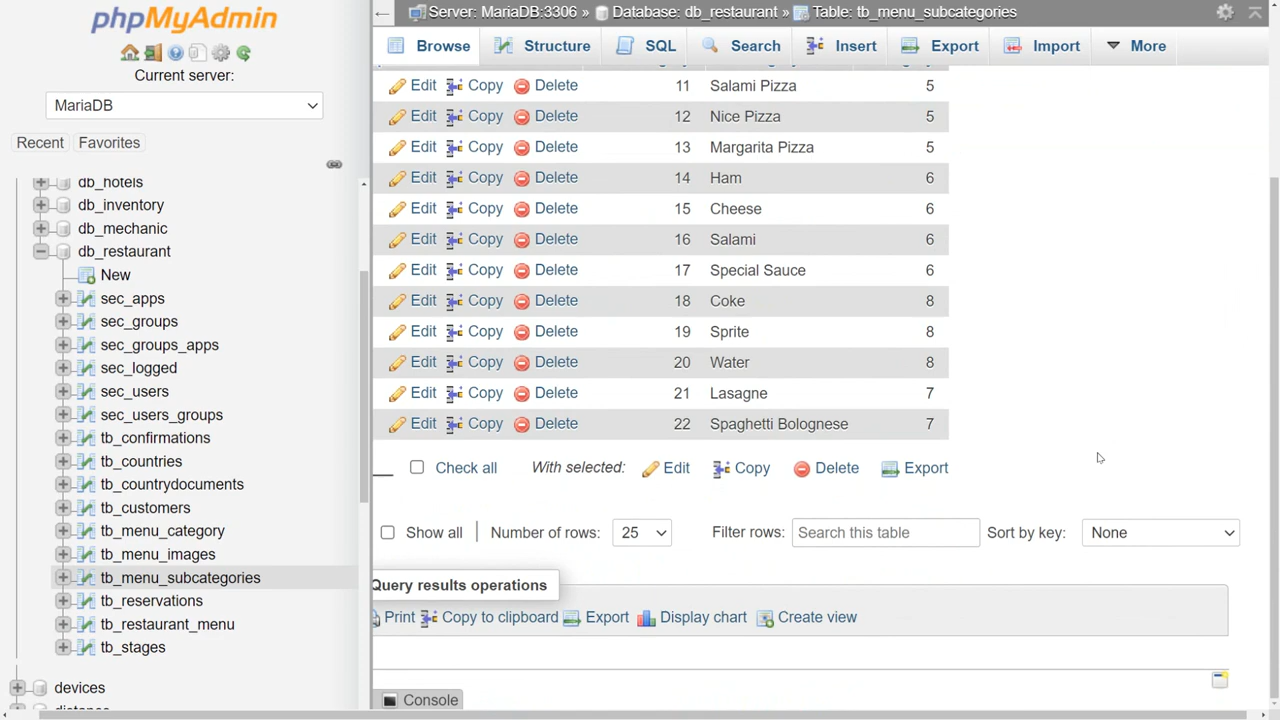 phpMyAdmin
Current server:
MariaDB
Recent
Favorites
db_hotels
db_inventory
db_mechanic
db_restaurant
New
sec_apps
sec_groups
sec_groups_apps
sec_logged
sec_users
sec_users_groups
tb_confirmations
tb_countries
tb_countrydocuments
tb_customers
tb_menu_category
tb_menu_images
tb_menu_subcategories
tb_reservations
tb_restaurant_menu
tb_stages
devices
Server: MariaDB:3306 » Database: db_restaurant » Table: tb_menu_subcategories
Browse Structure SQL Search Insert Export Import More
Edit Copy Delete 11 Salami Pizza 5
Edit Copy Delete 12 Nice Pizza 5
Edit Copy Delete 13 Margarita Pizza 5
Edit Copy Delete 14 Ham 6
Edit Copy Delete 15 Cheese 6
Edit Copy Delete 16 Salami 6
Edit Copy Delete 17 Special Sauce 6
Edit Copy Delete 18 Coke 8
Edit Copy Delete 19 Sprite 8
Edit Copy Delete 20 Water 8
Edit Copy Delete 21 Lasagne 7
Edit Copy Delete 22 Spaghetti Bolognese 7
Check all With selected: Edit Copy Delete Export
Show all Number of rows: 25 Filter rows: Search this table Sort by key: None
Query results operations
Print Copy to clipboard Export Display chart Create view
Console